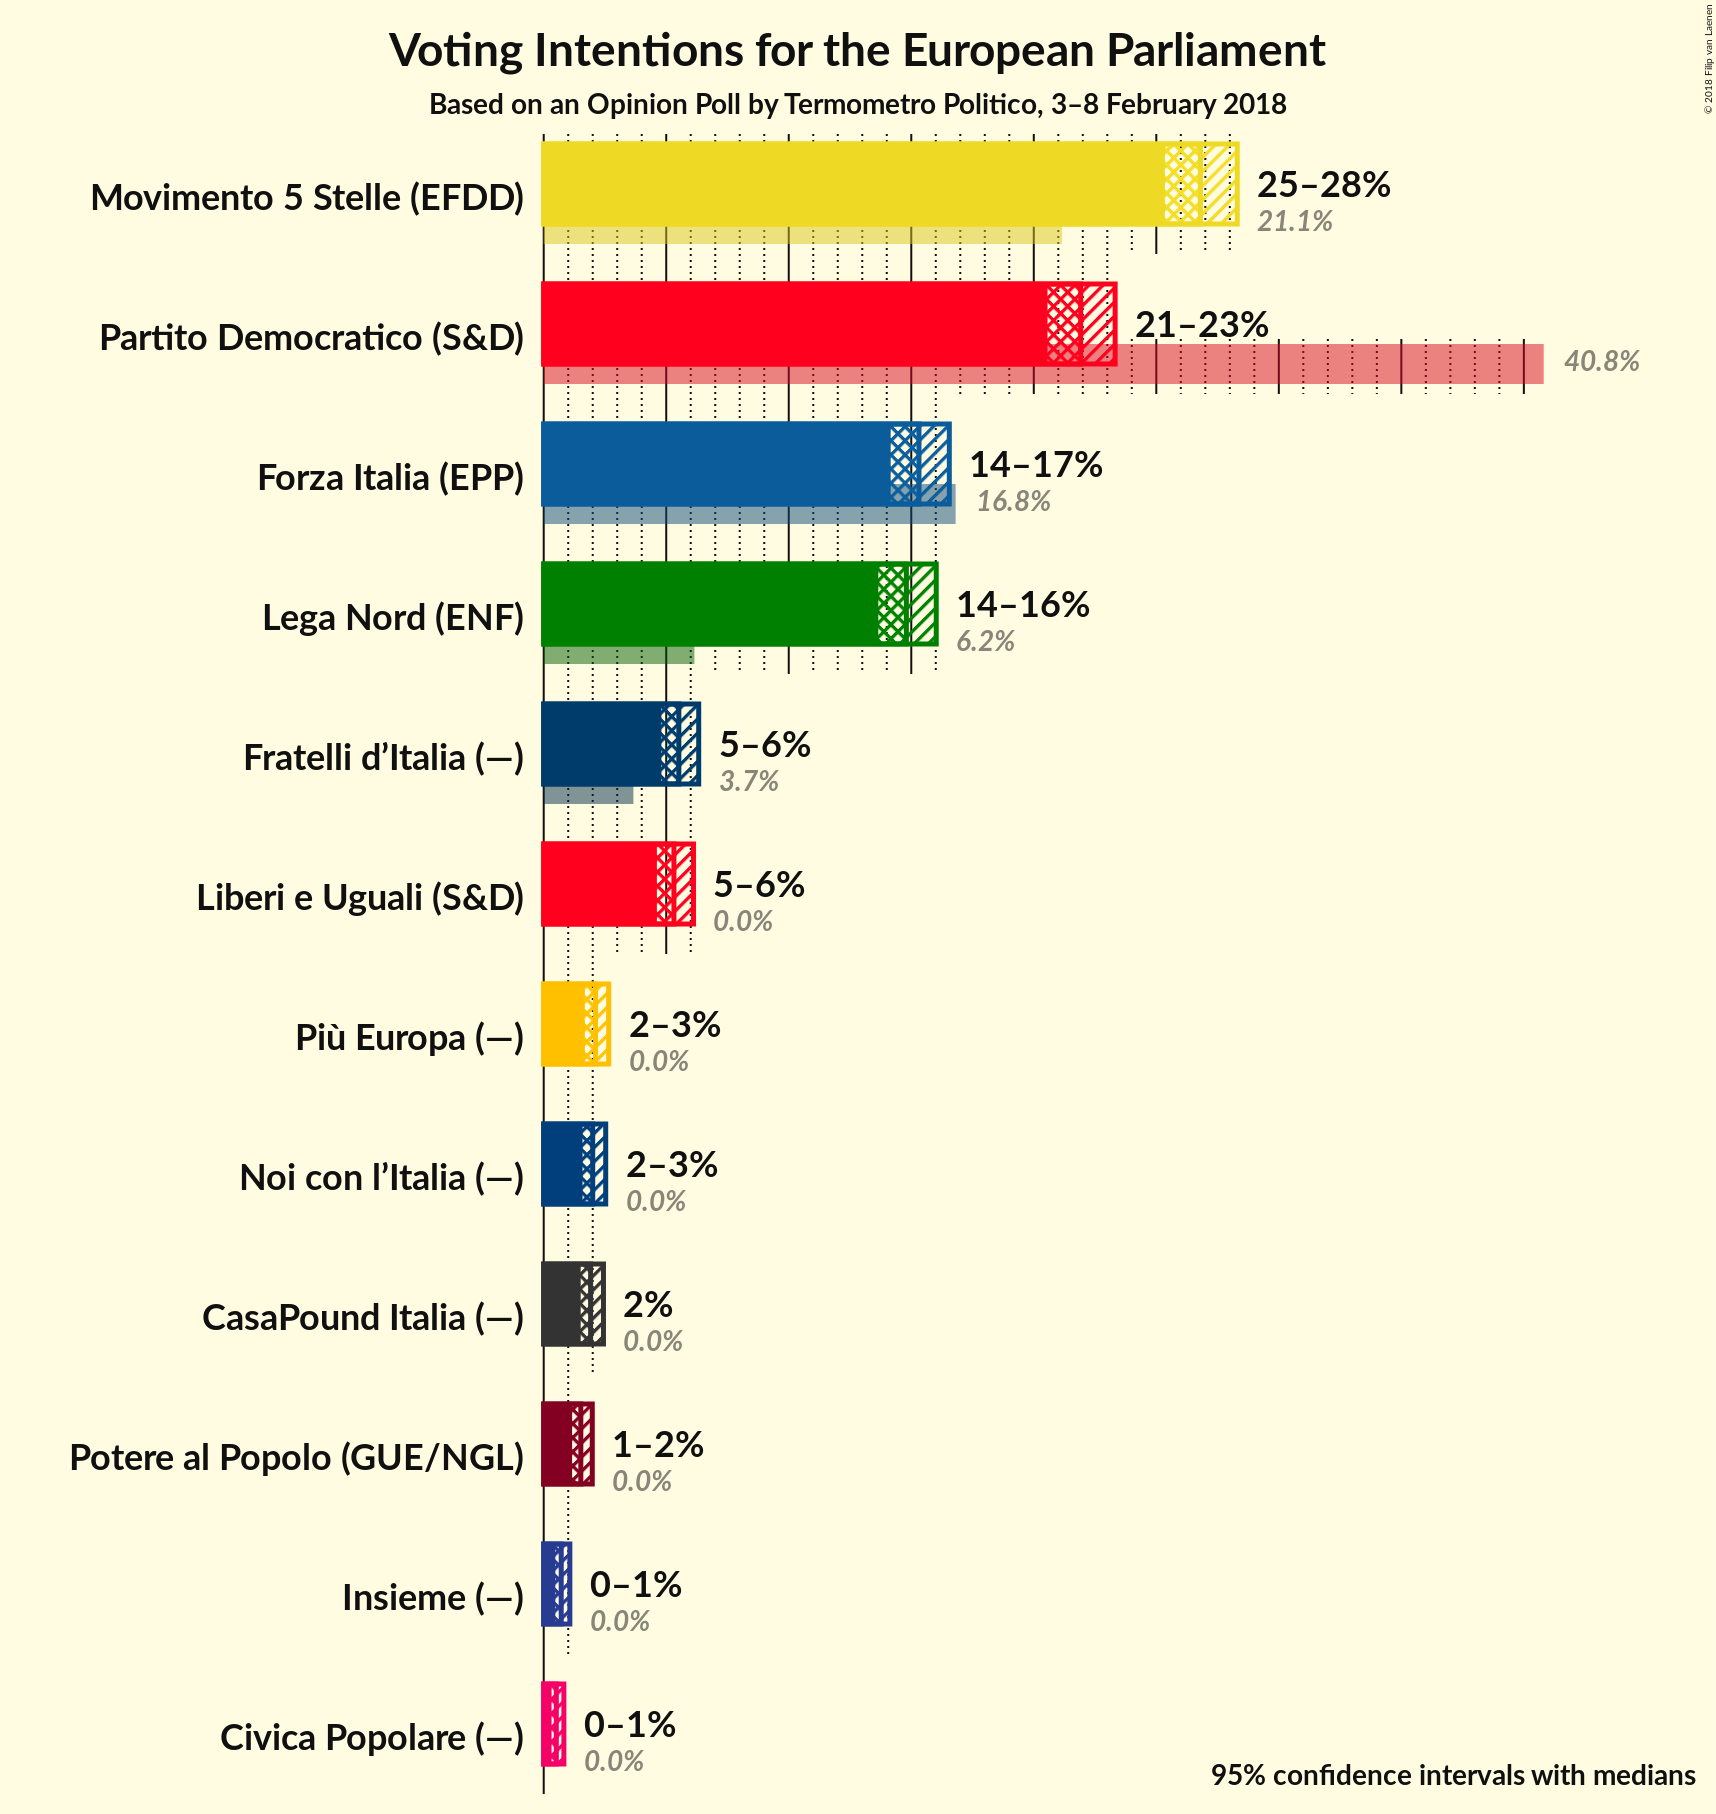 Voting Intentions for the European Parliament
Based on an Opinion Poll by Termometro Politico, 3–8 February 2018
© 2018 Filip van Laenen
Movimento 5 Stelle (EFDD)
25–28%
21.1%
Partito Democratico (S&D)
21–23%
40.8%
Forza Italia (EPP)
14–17%
16.8%
Lega Nord (ENF)
14–16%
6.2%
Fratelli d’Italia (—)
5–6%
3.7%
Liberi e Uguali (S&D)
5–6%
0.0%
Più Europa (—)
2–3%
0.0%
Noi con l’Italia (—)
2–3%
0.0%
CasaPound Italia (—)
2%
0.0%
Potere al Popolo (GUE/NGL)
1–2%
0.0%
Insieme (—)
0–1%
0.0%
Civica Popolare (—)
0–1%
0.0%
95% confidence intervals with medians